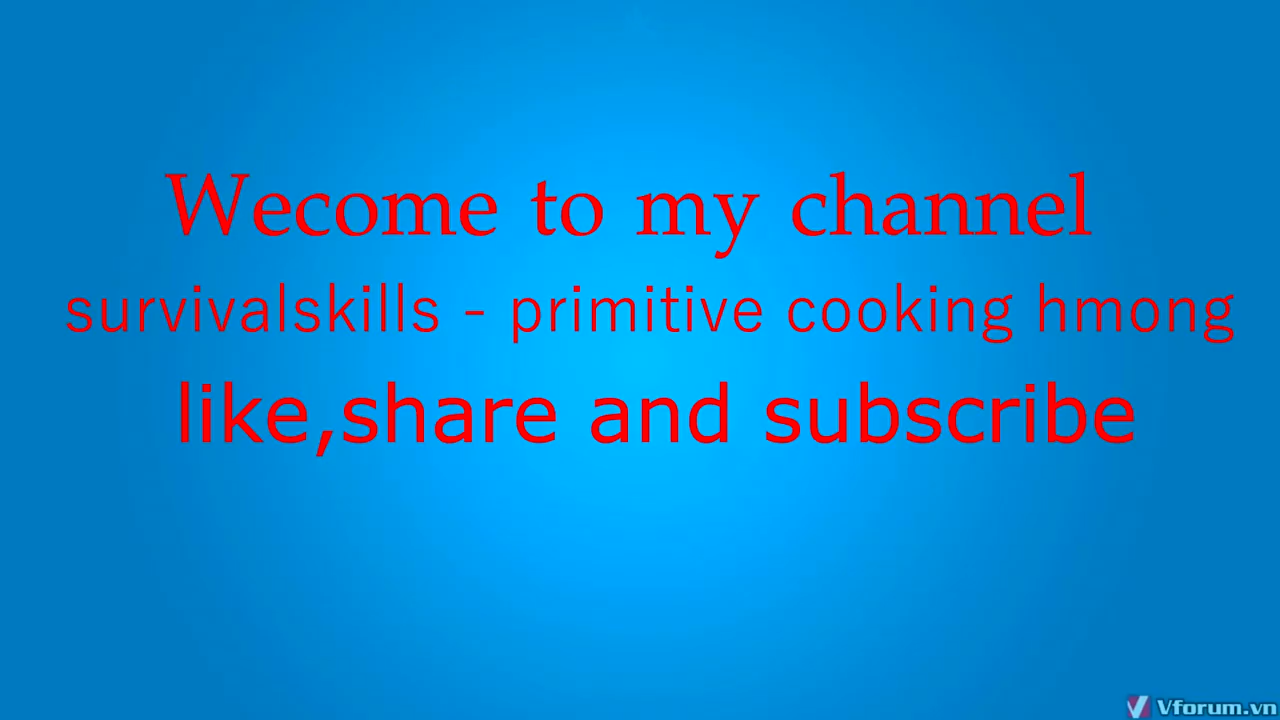 Wecome to my channel
survivalskills - primitive cooking hmong
like,share and subscribe
Vforum.vn